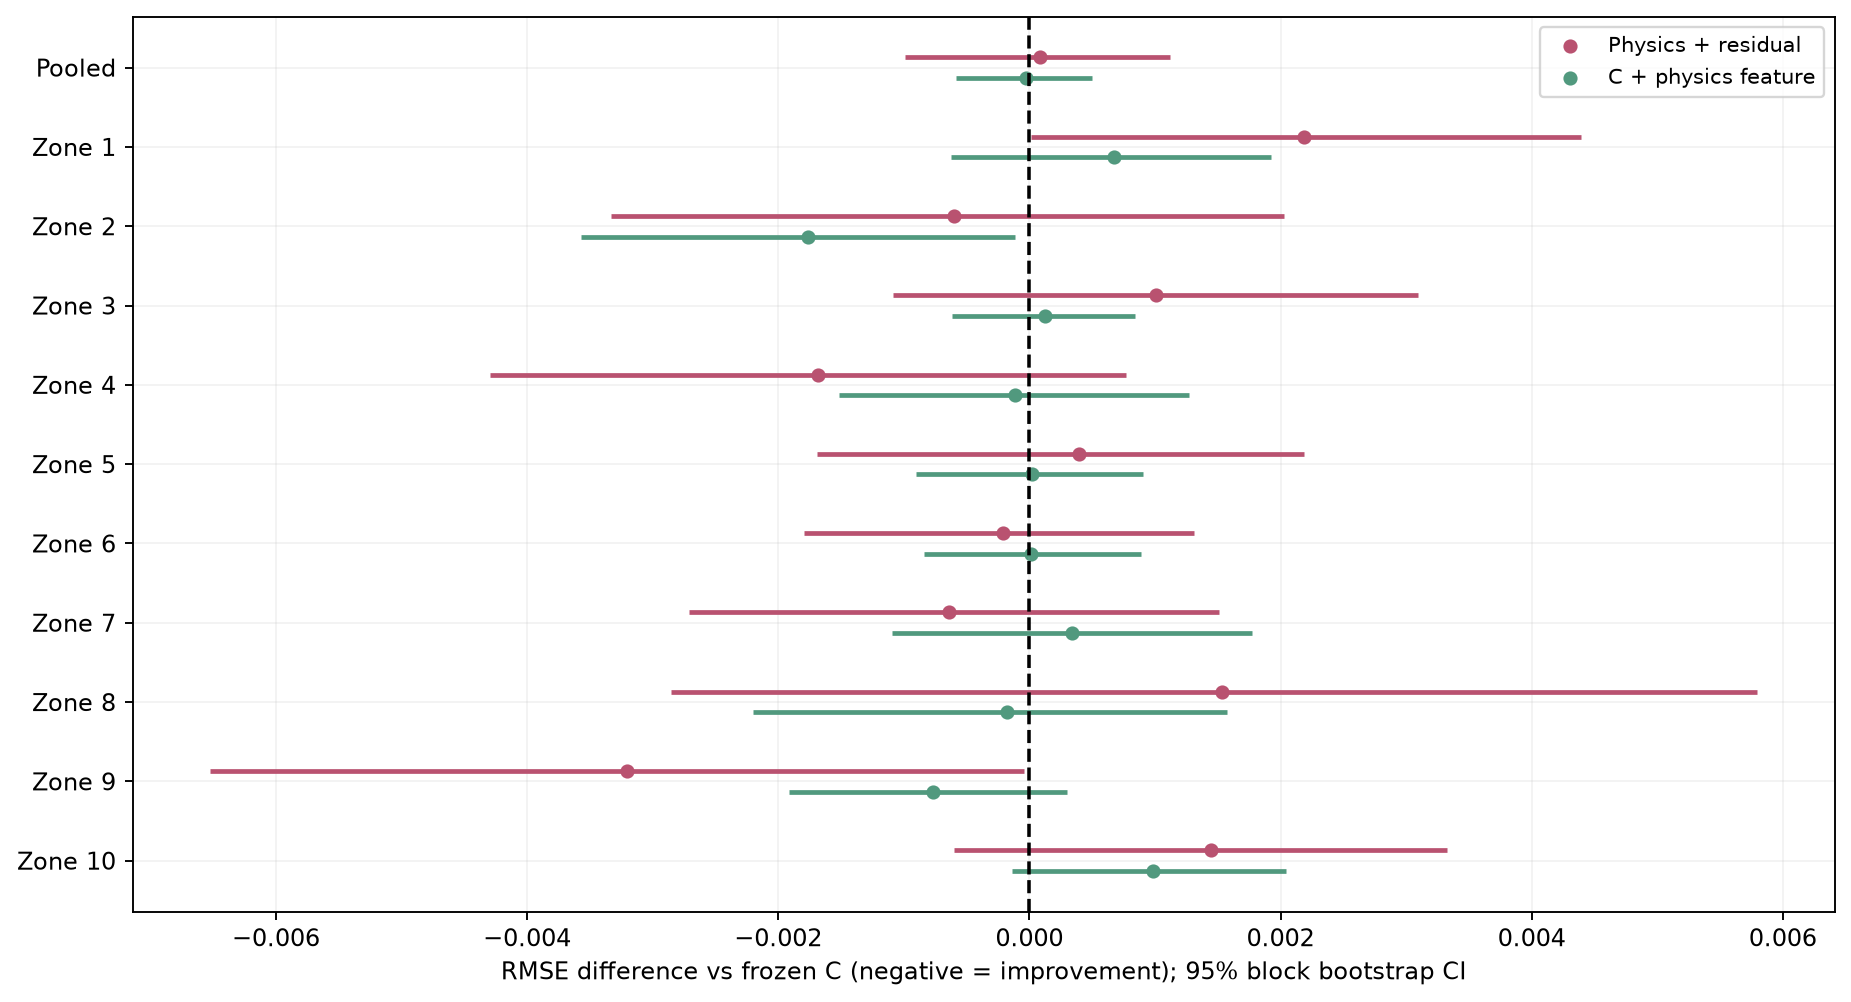 Physics + residual
C + physics feature
Pooled
Zone 1
Zone 2
Zone 3
Zone 4
Zone 5
Zone 6
Zone 7
Zone 8
Zone 9
Zone 10
−0.006 −0.004 −0.002 0.000 0.002 0.004 0.006
RMSE difference vs frozen C (negative = improvement); 95% block bootstrap CI